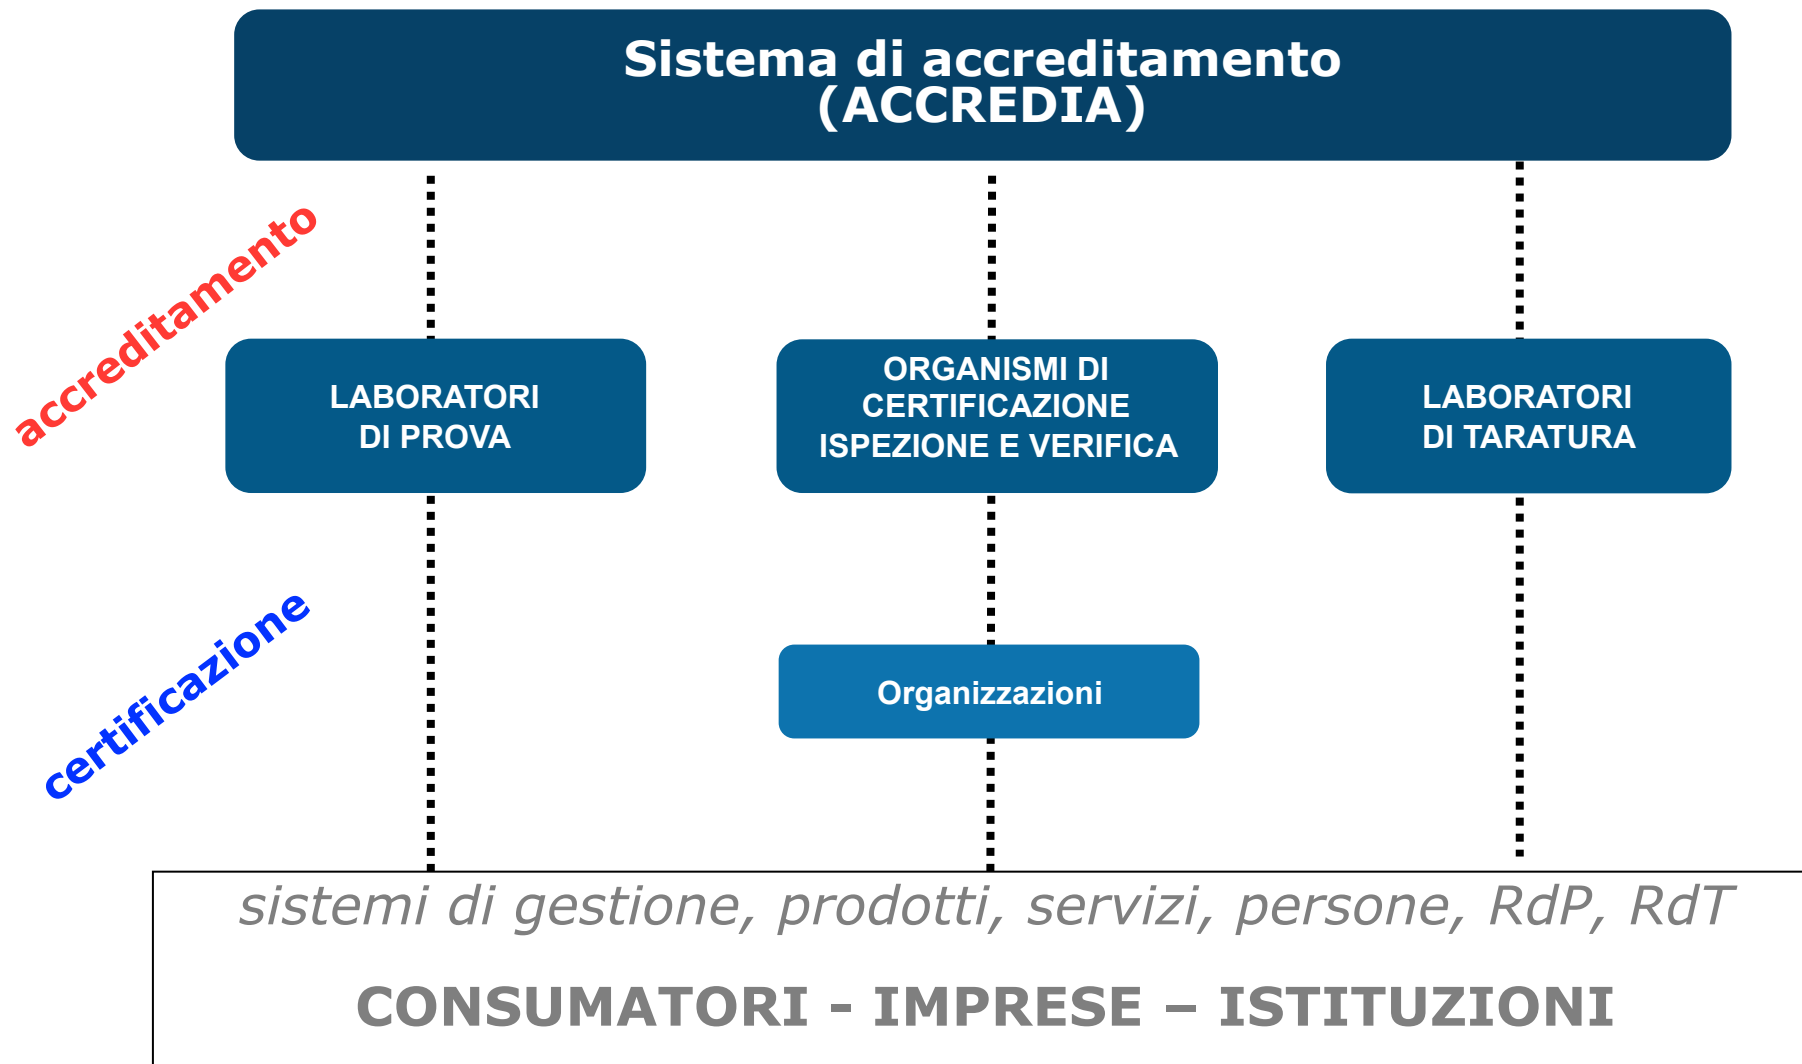 Sistema di accreditamento
(ACCREDIA)
accreditamento
LABORATORI
DI PROVA
ORGANISMI DI
CERTIFICAZIONE
ISPEZIONE E VERIFICA
LABORATORI
DI TARATURA
certificazione
Organizzazioni
sistemi di gestione, prodotti, servizi, persone, RdP, RdT
CONSUMATORI - IMPRESE – ISTITUZIONI